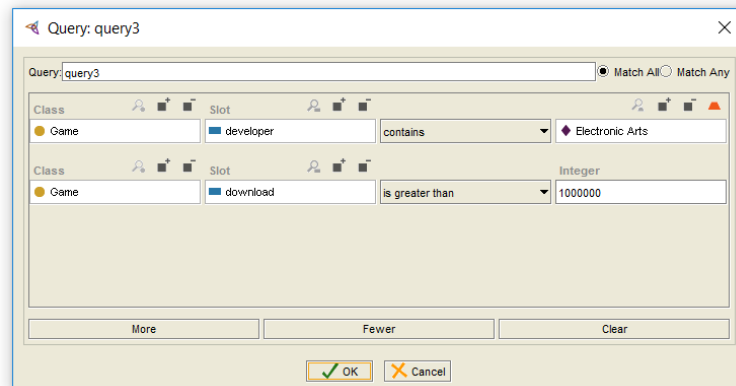 Query: query3
Query: query3 Match All Match Any
Class Slot
Game developer contains Electronic Arts
Class Slot Integer
Game download is greater than 1000000
More Fewer Clear
OK Cancel